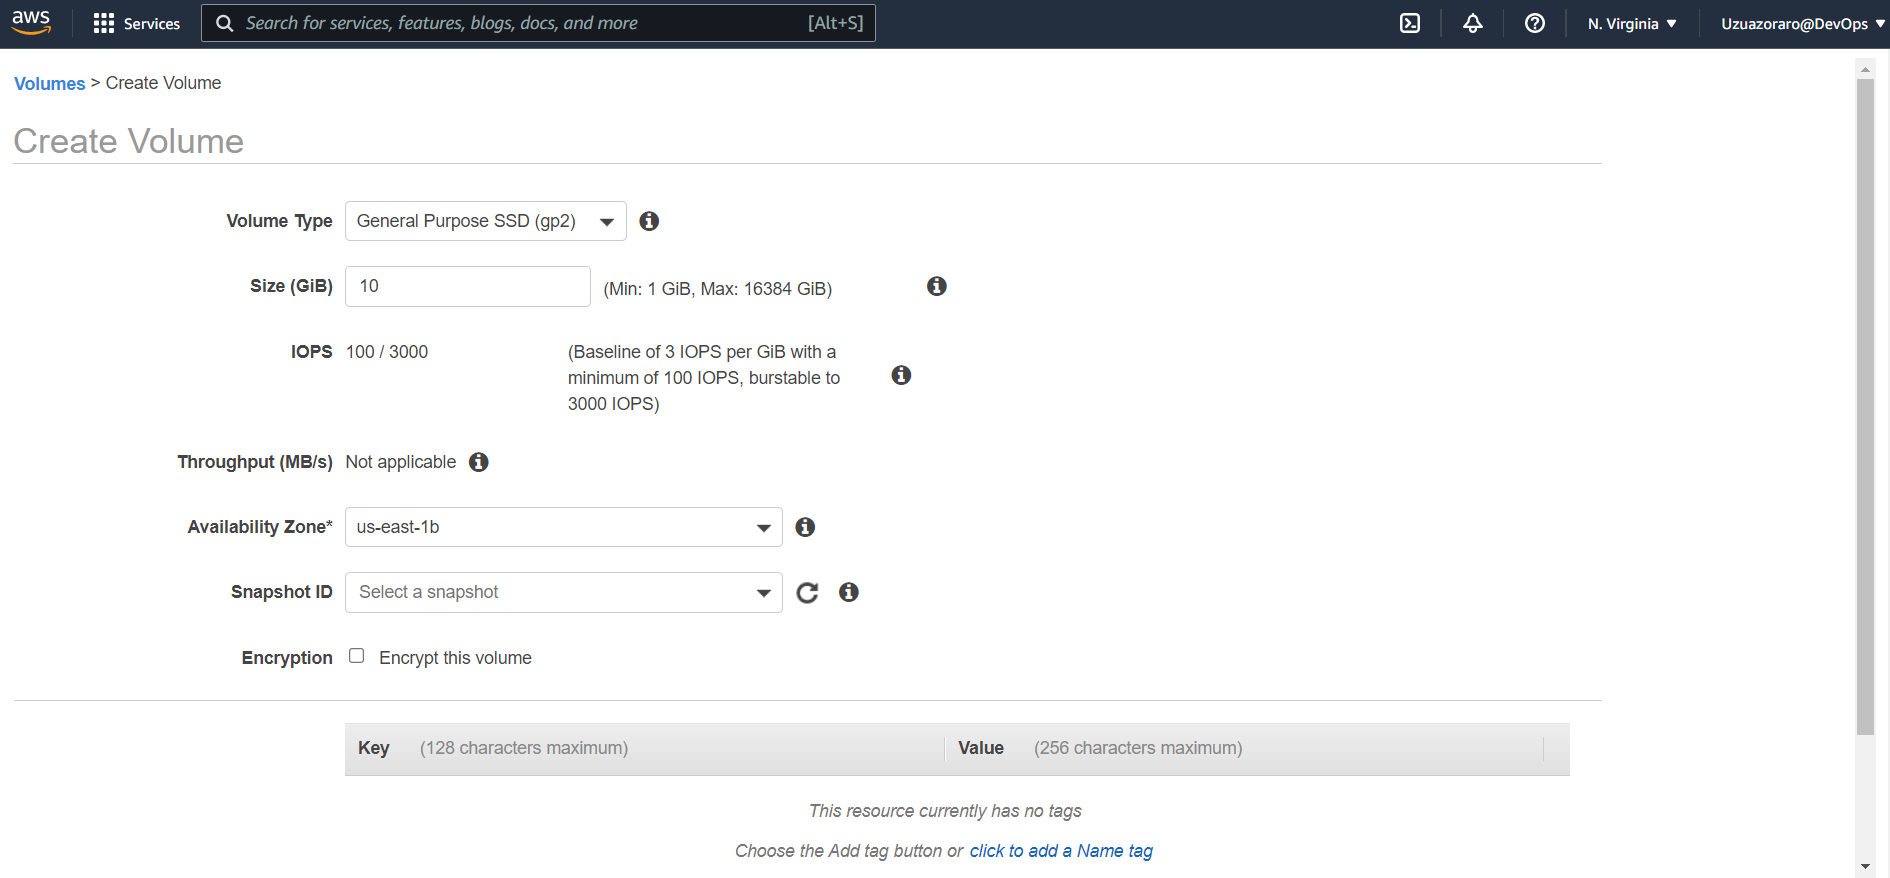 aws Services Search for services, features, blogs, docs, and more [Alt+S] N. Virginia Uzuazoraro@DevOps
Volumes > Create Volume
Create Volume
Volume Type General Purpose SSD (gp2)
Size (GiB) 10 (Min: 1 GiB, Max: 16384 GiB)
IOPS 100 / 3000 (Baseline of 3 IOPS per GiB with a
minimum of 100 IOPS, burstable to
3000 IOPS)
Throughput (MB/s) Not applicable
Availability Zone* us-east-1b
Snapshot ID Select a snapshot
Encryption Encrypt this volume
Key (128 characters maximum) Value (256 characters maximum)
This resource currently has no tags
Choose the Add tag button or click to add a Name tag